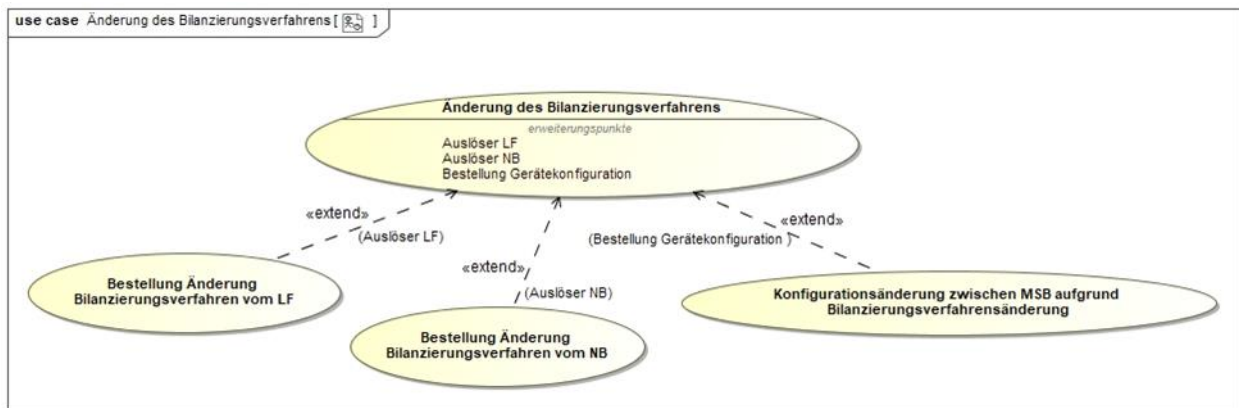 use case Änderung des Bilanzierungsverfahrens [ ]
Änderung des Bilanzierungsverfahrens
erweiterungspunkte
Auslöser LF
Auslöser NB
Bestellung Gerätekonfiguration
«extend»
(Auslöser LF)
«extend»
(Auslöser NB)
«extend»
(Bestellung Gerätekonfiguration )
Bestellung Änderung
Bilanzierungsverfahren vom LF
Bestellung Änderung
Bilanzierungsverfahren vom NB
Konfigurationsänderung zwischen MSB aufgrund
Bilanzierungsverfahrensänderung